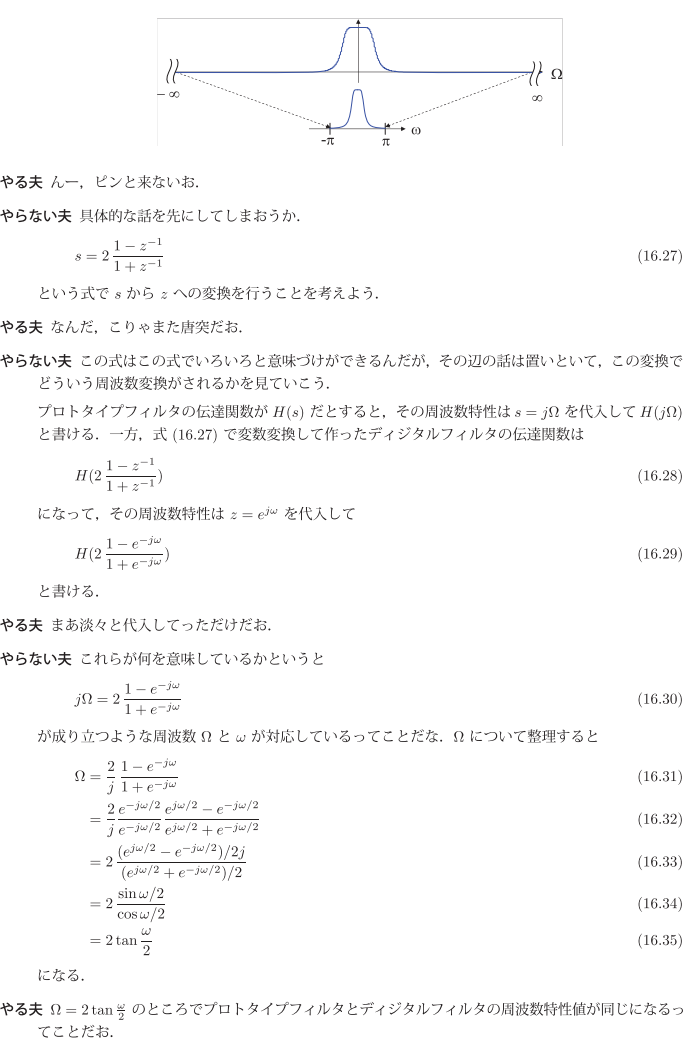 Ω
− ∞
∞
-π
π
ω
やる夫 んー，ピンと来ないお．
やらない夫 具体的な話を先にしてしまおうか．
s = 2 \frac{1 − z^{−1}}{1 + z^{−1}} (16.27)
という式で s から z への変換を行うことを考えよう．
やる夫 なんだ，こりゃまた唐突だお．
やらない夫 この式はこの式でいろいろと意味づけができるんだが，その辺の話は置いといて，この変換で
どういう周波数変換がされるかを見ていこう．
プロトタイプフィルタの伝達関数が H(s) だとすると，その周波数特性は s = jΩ を代入して H(jΩ)
と書ける．一方，式 (16.27) で変数変換して作ったディジタルフィルタの伝達関数は
H(2 \frac{1 − z^{−1}}{1 + z^{−1}}) (16.28)
になって，その周波数特性は z = e^{jω} を代入して
H(2 \frac{1 − e^{−jω}}{1 + e^{−jω}}) (16.29)
と書ける．
やる夫 まあ淡々と代入してっただけだお．
やらない夫 これらが何を意味しているかというと
jΩ = 2 \frac{1 − e^{−jω}}{1 + e^{−jω}} (16.30)
が成り立つような周波数 Ω と ω が対応しているってことだな．Ω について整理すると
Ω = \frac{2}{j} \frac{1 − e^{−jω}}{1 + e^{−jω}} (16.31)
= \frac{2}{j} \frac{e^{−jω/2}}{e^{−jω/2}} \frac{e^{jω/2} − e^{−jω/2}}{e^{jω/2} + e^{−jω/2}} (16.32)
= 2 \frac{(e^{jω/2} − e^{−jω/2})/2j}{(e^{jω/2} + e^{−jω/2})/2} (16.33)
= 2 \frac{sin ω/2}{cos ω/2} (16.34)
= 2 tan \frac{ω}{2} (16.35)
になる．
やる夫 Ω = 2 tan \frac{ω}{2} のところでプロトタイプフィルタとディジタルフィルタの周波数特性値が同じになるっ
てことだお．